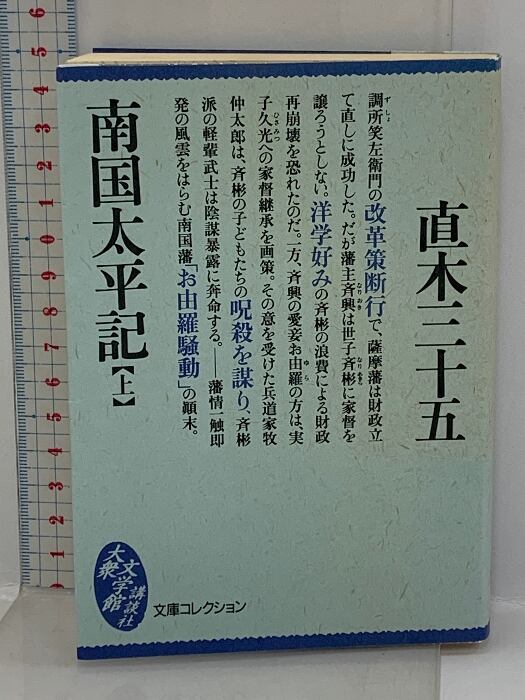 直木三十五
調所笑左衛門の改革策断行で、薩摩藩は財政立
て直しに成功した。だが藩主斉興は世子斉彬に家督を
譲ろうとしない。洋学好みの斉彬の浪費による財政
再崩壊を恐れたのだ。一方、斉興の愛妾お由羅の方は、実
子久光への家督継承を画策。その意を受けた兵道家牧
仲太郎は、斉彬の子どもたちの呪殺を謀り、斉彬
派の軽輩武士は陰謀暴露に奔命する。――藩情一触即
発の風雲をはらむ南国藩「お由羅騒動」の顛末。
南国太平記【上】
大衆文学館
講談社
文庫コレクション